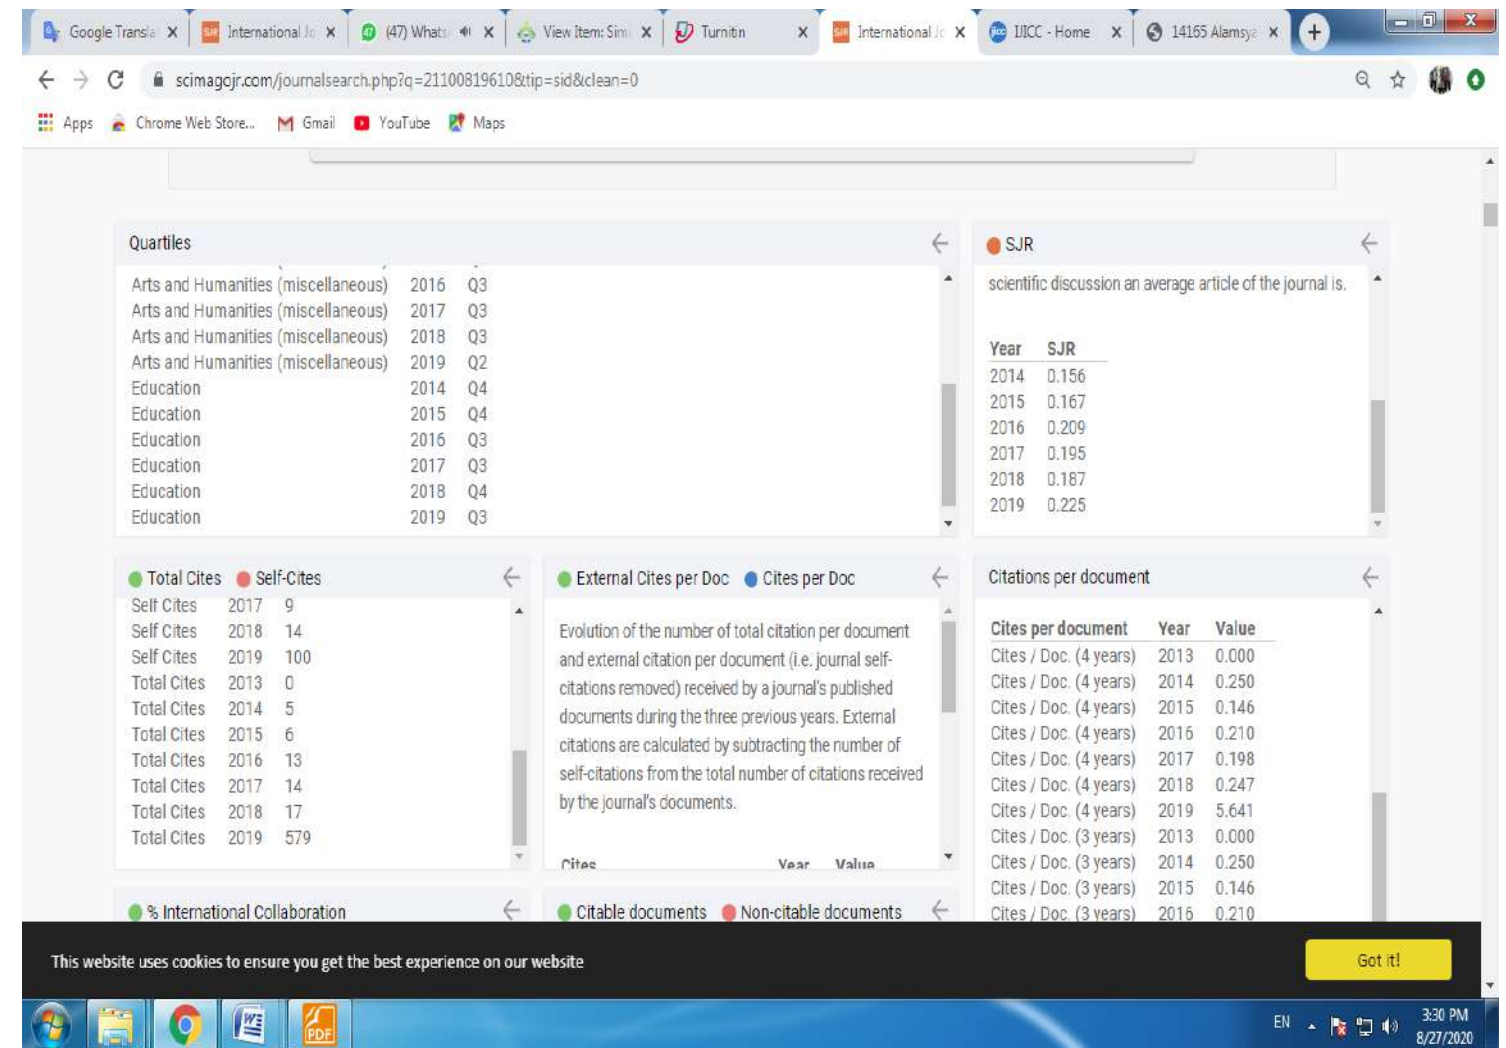 Google Transla
International Jo
(47) Whats
View Item: Sim
Turnitin
International Jo
IJICC - Home
14165 Alamsya
scimagojr.com/journalsearch.php?q=21100819610&tip=sid&clean=0
Apps
Chrome Web Store...
Gmail
YouTube
Maps
Quartiles
Arts and Humanities (miscellaneous) 2016 Q3
Arts and Humanities (miscellaneous) 2017 Q3
Arts and Humanities (miscellaneous) 2018 Q3
Arts and Humanities (miscellaneous) 2019 Q2
Education 2014 Q4
Education 2015 Q4
Education 2016 Q3
Education 2017 Q3
Education 2018 Q4
Education 2019 Q3
SJR
scientific discussion an average article of the journal is.
Year SJR
2014 0.156
2015 0.167
2016 0.209
2017 0.195
2018 0.187
2019 0.225
Total Cites Self-Cites
Self Cites 2017 9
Self Cites 2018 14
Self Cites 2019 100
Total Cites 2013 0
Total Cites 2014 5
Total Cites 2015 6
Total Cites 2016 13
Total Cites 2017 14
Total Cites 2018 17
Total Cites 2019 579
External Cites per Doc Cites per Doc
Evolution of the number of total citation per document
and external citation per document (i.e. journal self-
citations removed) received by a journal's published
documents during the three previous years. External
citations are calculated by subtracting the number of
self-citations from the total number of citations received
by the journal's documents.
Cites Year Value
Citations per document
Cites per document Year Value
Cites / Doc. (4 years) 2013 0.000
Cites / Doc. (4 years) 2014 0.250
Cites / Doc. (4 years) 2015 0.146
Cites / Doc. (4 years) 2016 0.210
Cites / Doc. (4 years) 2017 0.198
Cites / Doc. (4 years) 2018 0.247
Cites / Doc. (4 years) 2019 5.641
Cites / Doc. (3 years) 2013 0.000
Cites / Doc. (3 years) 2014 0.250
Cites / Doc. (3 years) 2015 0.146
Cites / Doc. (3 years) 2016 0.210
% International Collaboration
Citable documents Non-citable documents
This website uses cookies to ensure you get the best experience on our website
Got it!
PDF
EN
3:30 PM
8/27/2020